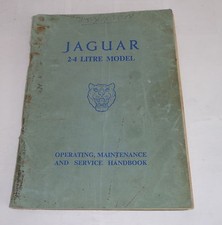 JAGUAR
2·4 LITRE MODEL
OPERATING, MAINTENANCE
AND SERVICE HANDBOOK